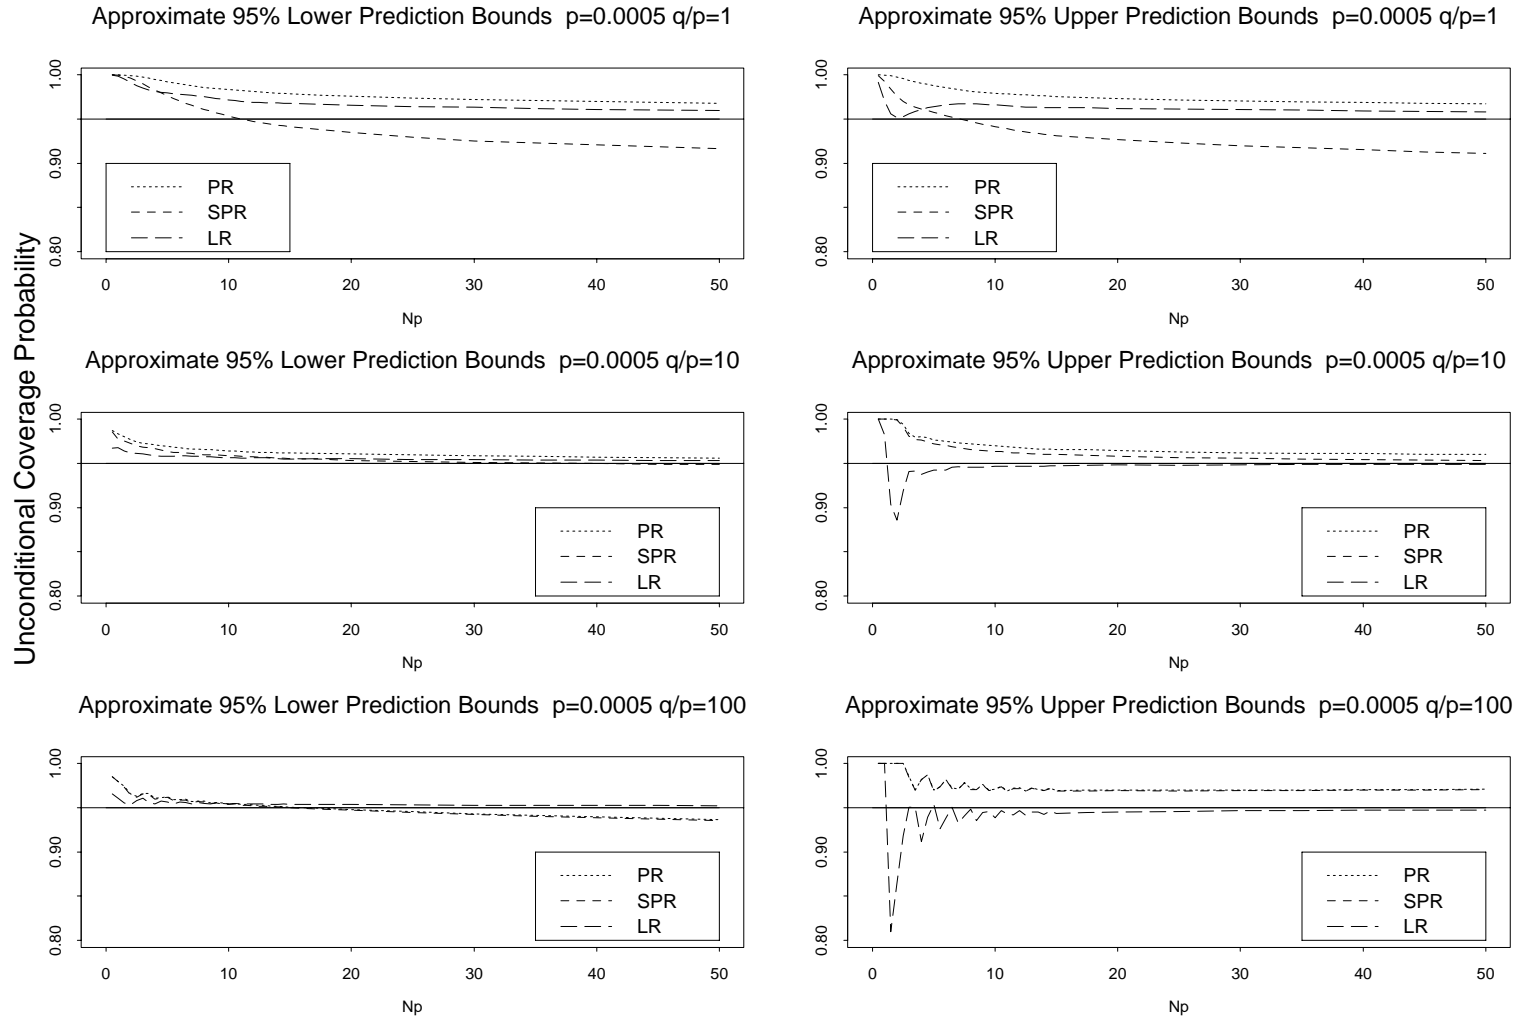 Unconditional Coverage Probability
Approximate 95% Lower Prediction Bounds p=0.0005 q/p=1
1.00
0.90
0.80
PR
SPR
LR
0 10 20 30 40 50
Np
Approximate 95% Upper Prediction Bounds p=0.0005 q/p=1
1.00
0.90
0.80
PR
SPR
LR
0 10 20 30 40 50
Np
Approximate 95% Lower Prediction Bounds p=0.0005 q/p=10
1.00
0.90
0.80
PR
SPR
LR
0 10 20 30 40 50
Np
Approximate 95% Upper Prediction Bounds p=0.0005 q/p=10
1.00
0.90
0.80
PR
SPR
LR
0 10 20 30 40 50
Np
Approximate 95% Lower Prediction Bounds p=0.0005 q/p=100
1.00
0.90
0.80
PR
SPR
LR
0 10 20 30 40 50
Np
Approximate 95% Upper Prediction Bounds p=0.0005 q/p=100
1.00
0.90
0.80
PR
SPR
LR
0 10 20 30 40 50
Np